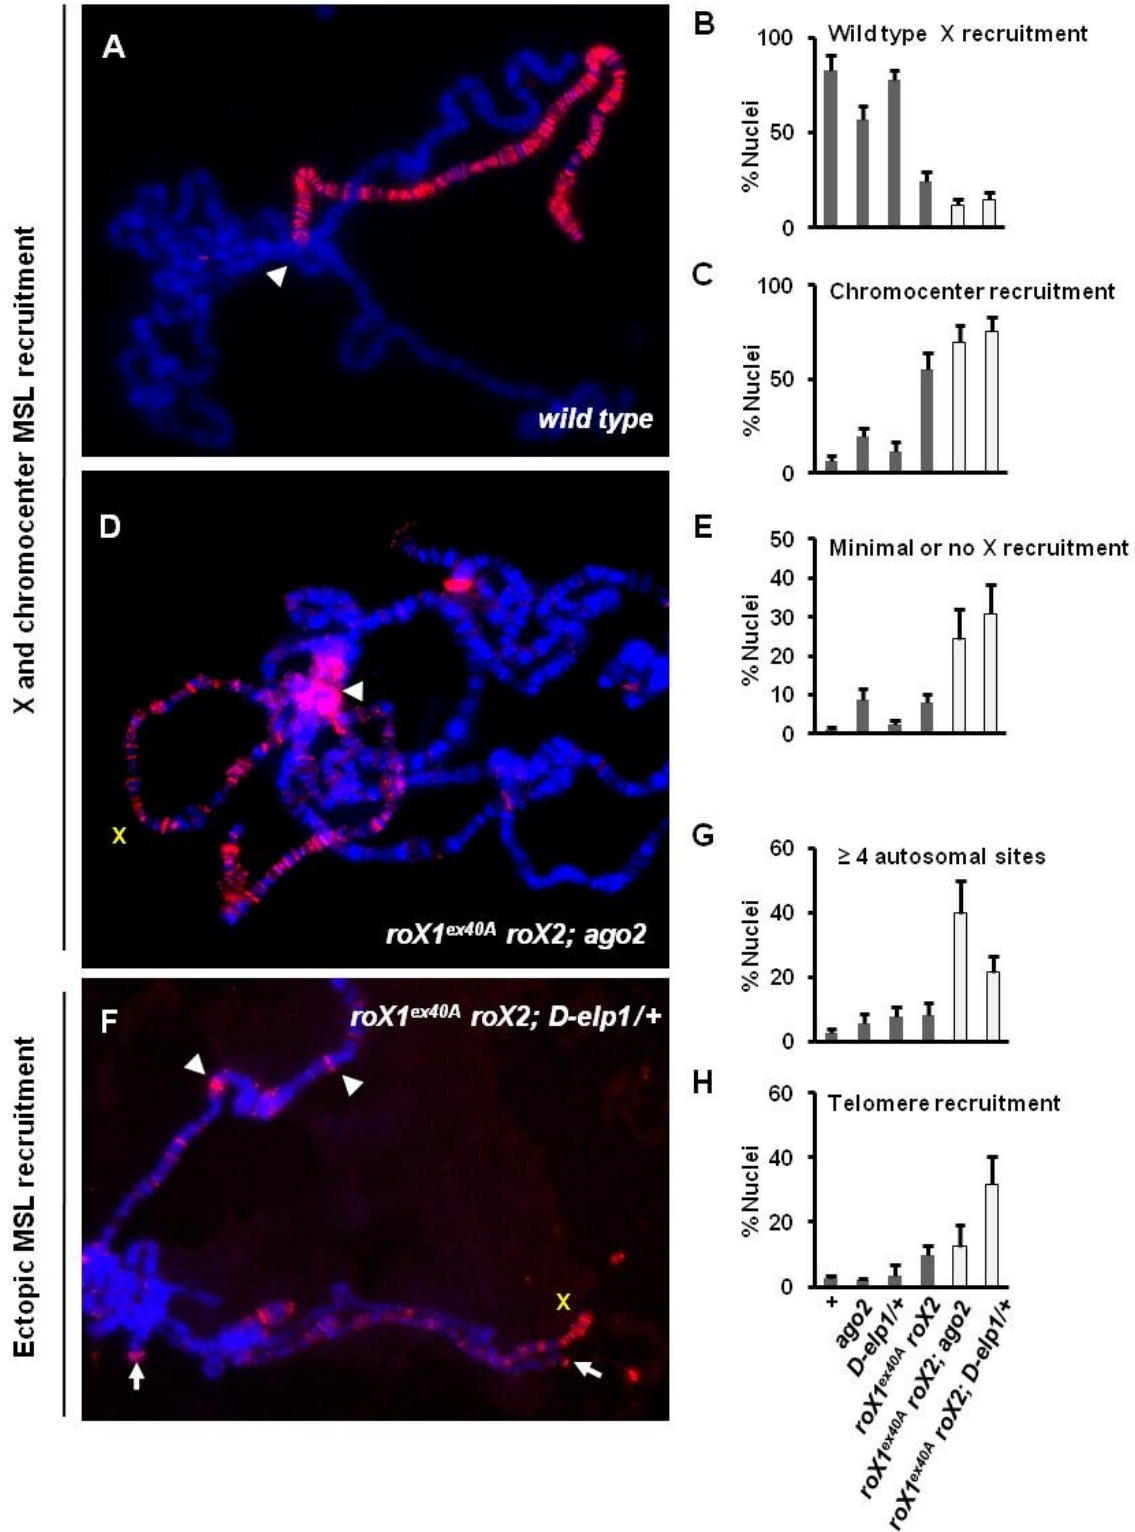 X and chromocenter MSL recruitment
A
wild type
B
Wild type X recruitment
100
50
0
% Nuclei
C
Chromocenter recruitment
100
50
0
% Nuclei
D
X
roX1ex40A roX2; ago2
E
Minimal or no X recruitment
50
40
30
20
10
0
% Nuclei
Ectopic MSL recruitment
F
roX1ex40A roX2; D-elp1/+
X
G
≥ 4 autosomal sites
60
40
20
0
% Nuclei
H
Telomere recruitment
60
40
20
0
% Nuclei
+
ago2
D-elp1/+
roX1ex40A roX2
roX1ex40A roX2; ago2
roX1ex40A roX2; D-elp1/+